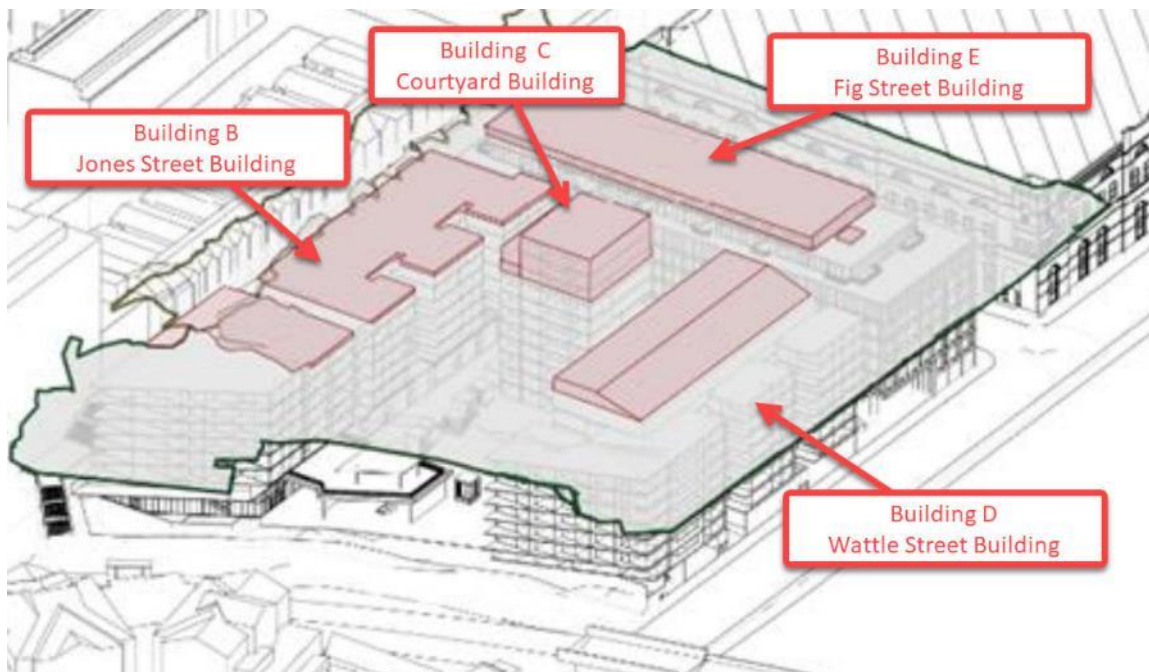 Building C
Courtyard Building
Building E
Fig Street Building
Building B
Jones Street Building
Building D
Wattle Street Building